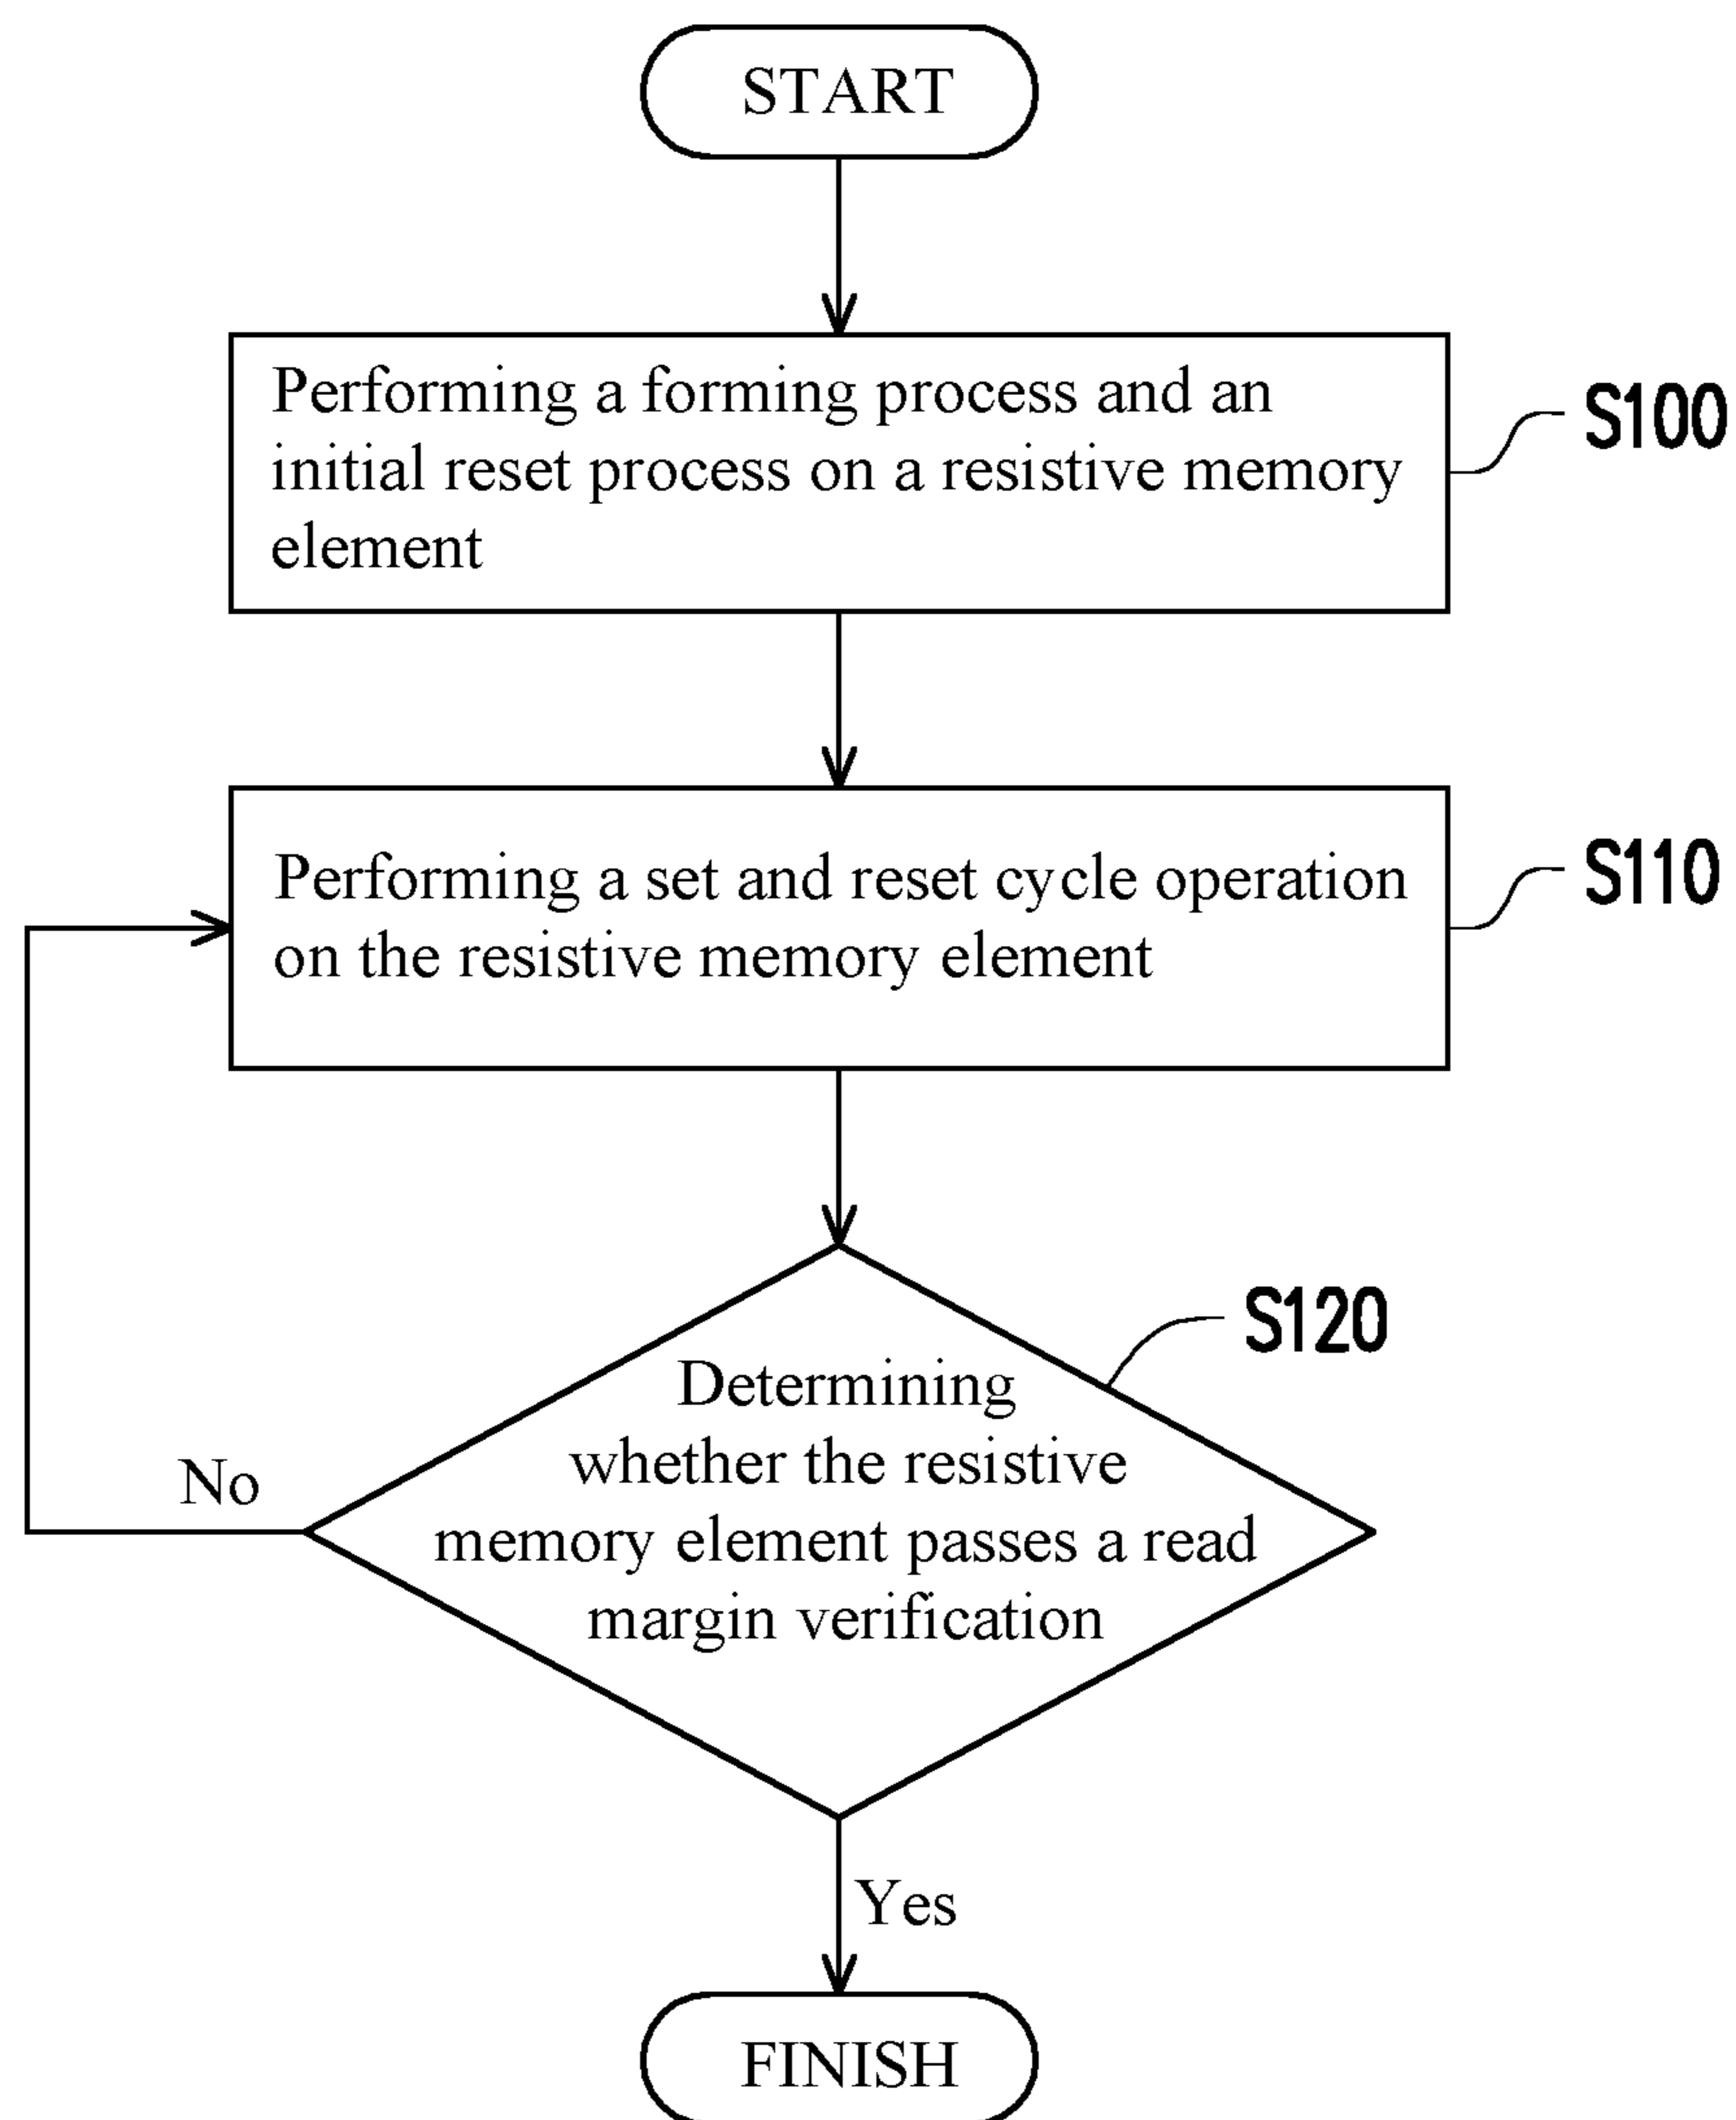 START
Performing a forming process and an
initial reset process on a resistive memory
element
S100
Performing a set and reset cycle operation
on the resistive memory element
S110
Determining
whether the resistive
memory element passes a read
margin verification
S120
No
Yes
FINISH